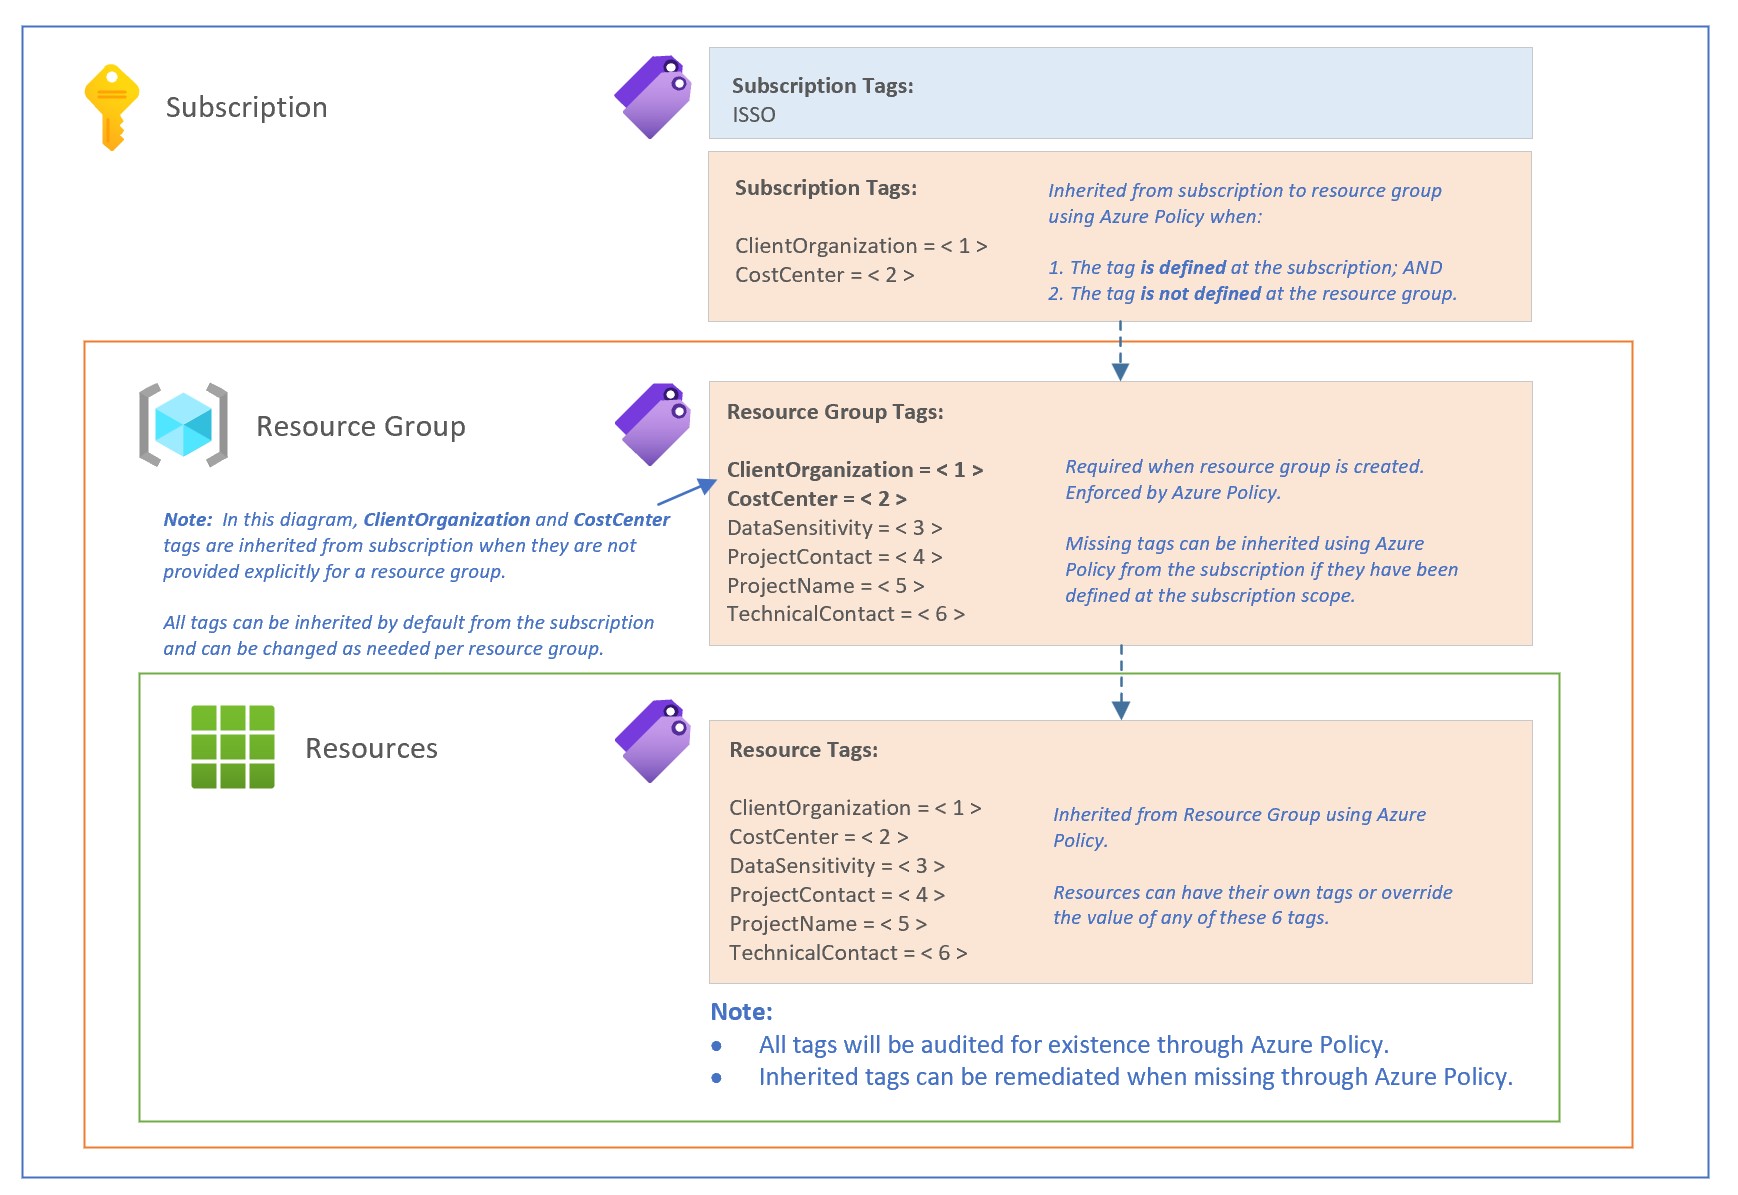 Subscription
Subscription Tags:
ISSO
Subscription Tags:
ClientOrganization = < 1 >
CostCenter = < 2 >
Inherited from subscription to resource group
using Azure Policy when:
1. The tag is defined at the subscription; AND
2. The tag is not defined at the resource group.
Resource Group
Note:  In this diagram, ClientOrganization and CostCenter
tags are inherited from subscription when they are not
provided explicitly for a resource group.
All tags can be inherited by default from the subscription
and can be changed as needed per resource group.
Resource Group Tags:
ClientOrganization = < 1 >
CostCenter = < 2 >
DataSensitivity = < 3 >
ProjectContact = < 4 >
ProjectName = < 5 >
TechnicalContact = < 6 >
Required when resource group is created.
Enforced by Azure Policy.
Missing tags can be inherited using Azure
Policy from the subscription if they have been
defined at the subscription scope.
Resources
Resource Tags:
ClientOrganization = < 1 >
CostCenter = < 2 >
DataSensitivity = < 3 >
ProjectContact = < 4 >
ProjectName = < 5 >
TechnicalContact = < 6 >
Inherited from Resource Group using Azure
Policy.
Resources can have their own tags or override
the value of any of these 6 tags.
Note:
• All tags will be audited for existence through Azure Policy.
• Inherited tags can be remediated when missing through Azure Policy.